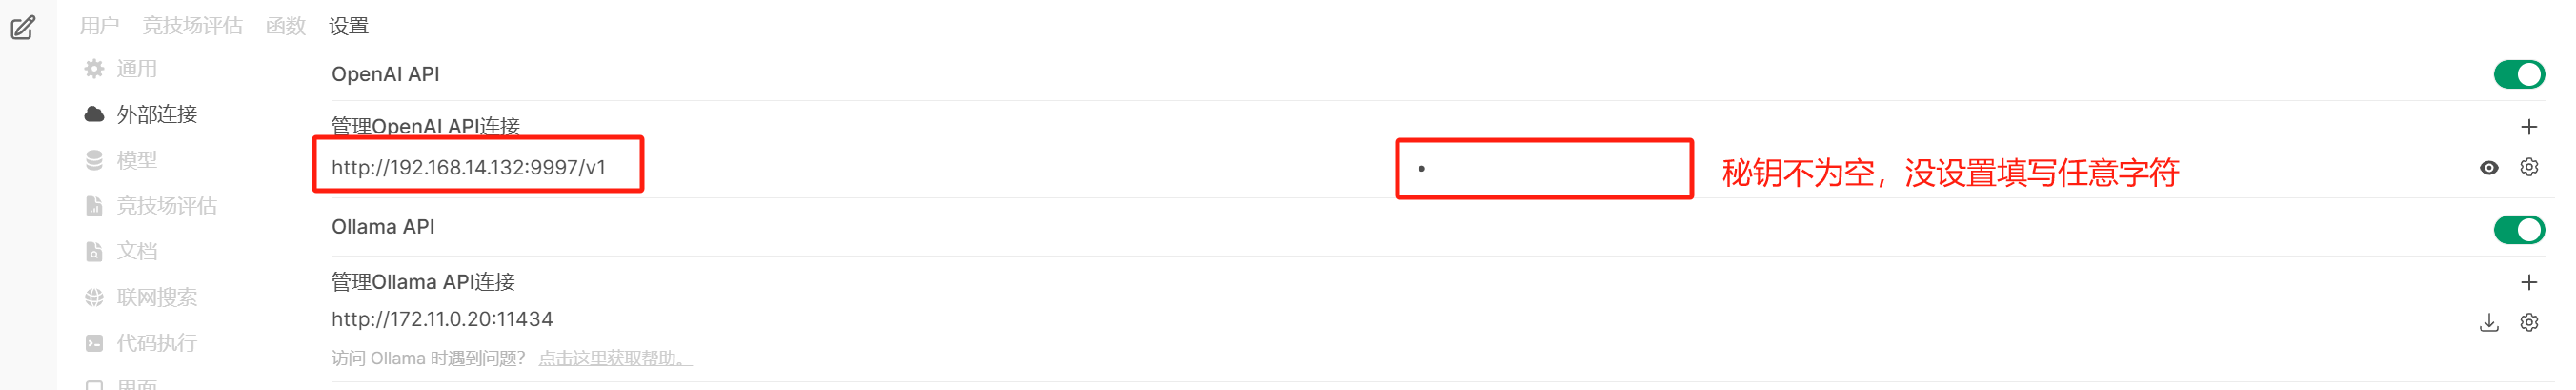 用户 竞技场评估 函数 设置
通用
外部连接
模型
竞技场评估
文档
联网搜索
代码执行
界面
OpenAI API
管理OpenAI API连接
http://192.168.14.132:9997/v1
•
秘钥不为空，没设置填写任意字符
Ollama API
管理Ollama API连接
http://172.11.0.20:11434
访问 Ollama 时遇到问题？ 点击这里获取帮助。